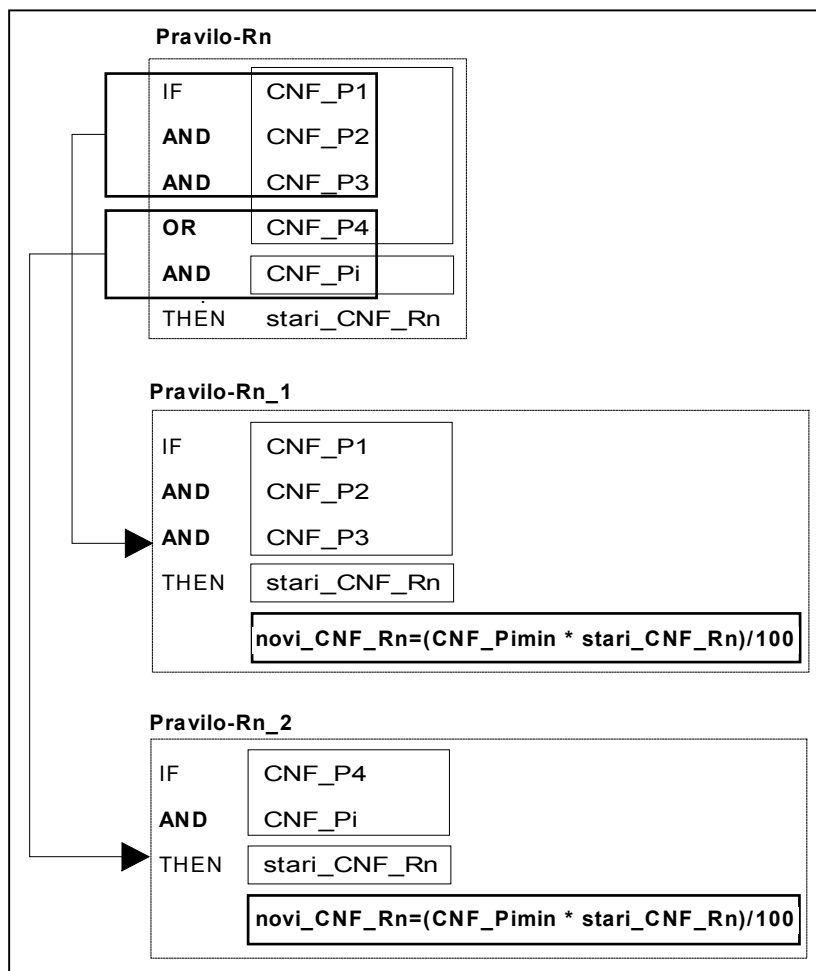 Pravilo-Rn
IF CNF_P1
AND CNF_P2
AND CNF_P3
OR CNF_P4
AND CNF_Pi
THEN stari_CNF_Rn
Pravilo-Rn_1
IF CNF_P1
AND CNF_P2
AND CNF_P3
THEN stari_CNF_Rn
novi_CNF_Rn=(CNF_Pimin * stari_CNF_Rn)/100
Pravilo-Rn_2
IF CNF_P4
AND CNF_Pi
THEN stari_CNF_Rn
novi_CNF_Rn=(CNF_Pimin * stari_CNF_Rn)/100